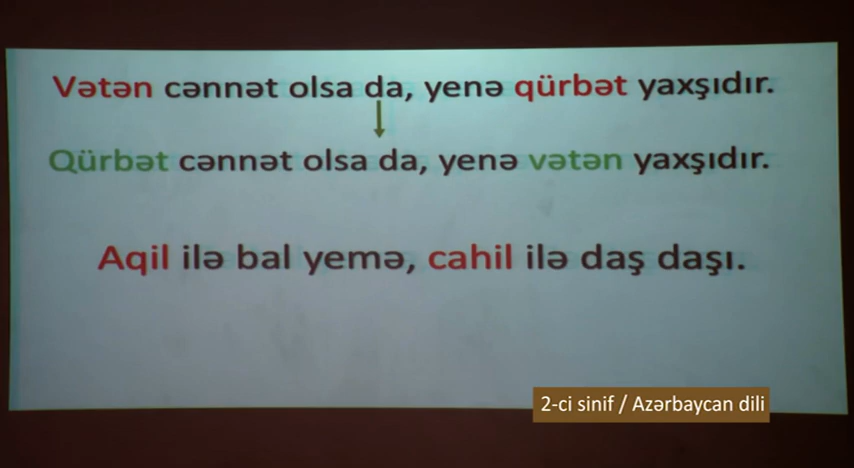 Vətən cənnət olsa da, yenə qürbət yaxşıdır.
Qürbət cənnət olsa da, yenə vətən yaxşıdır.
Aqil ilə bal yemə, cahil ilə daş daşı.
2-ci sinif / Azərbaycan dili